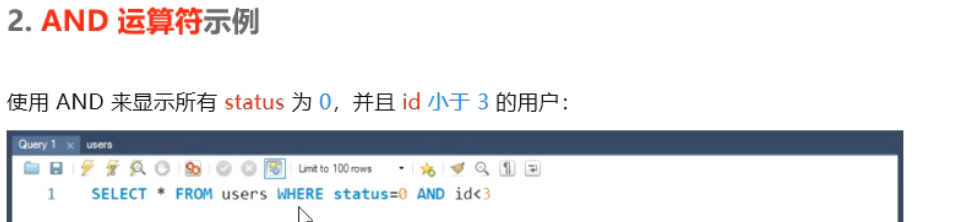 2. AND 运算符示例
使用 AND 来显示所有 status 为 0，并且 id 小于 3 的用户：
Query 1 × users
Limit to 100 rows
1 SELECT * FROM users WHERE status=0 AND id<3